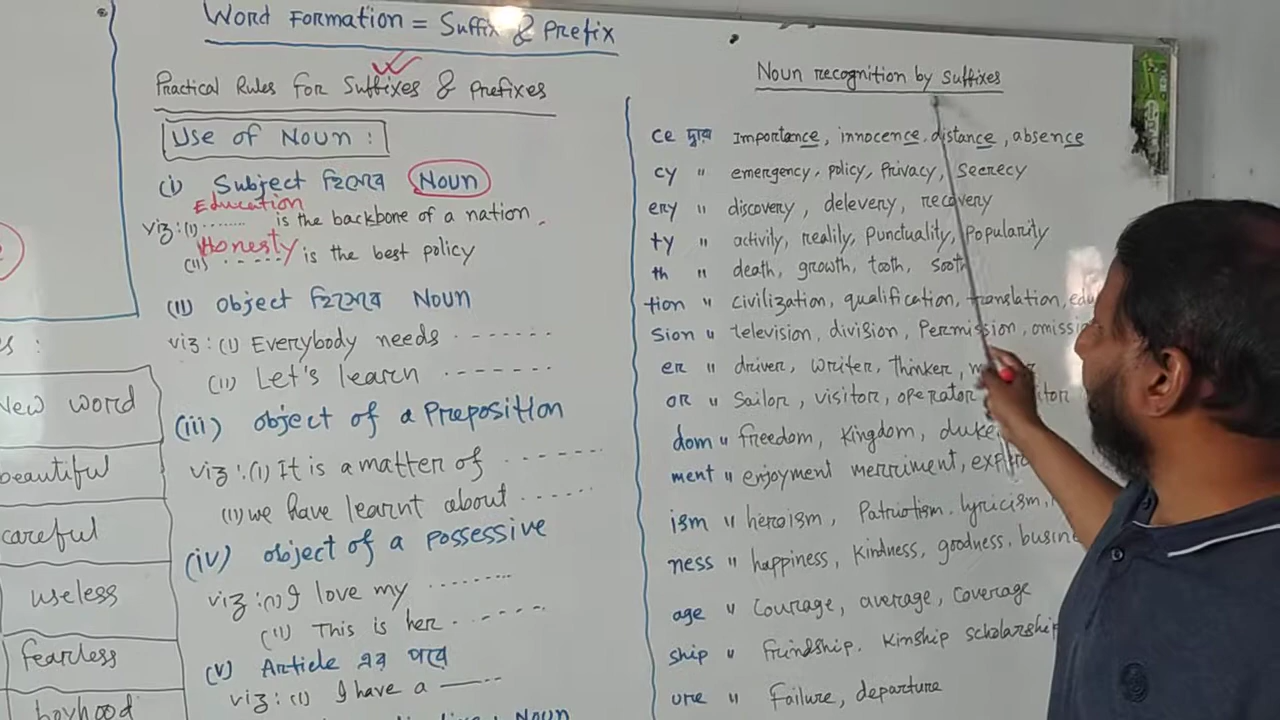 Word Formation = Suffix & Prefix
Practical Rules for Suffixes & Prefixes
Use of Noun :
(i) Subject হিসেবে Noun
Education
viz : (i) ........ is the backbone of a nation
Honesty
(ii) ...... is the best policy
(ii) object হিসেবে Noun
viz : (i) Everybody needs -------
(ii) Let's learn -------
(iii) object of a Preposition
viz : (i) It is a matter of -------
(ii) we have learnt about ------
(iv) object of a possessive
viz : (i) I love my ........
(ii) This is her ------
(v) Article এর পরে
viz : (i) I have a ———
Noun
New word
beautiful
careful
useless
fearless
boyhood
Noun recognition by suffixes
ce দ্বারা Importance, innocence, distance, absence
cy " emergency, policy, Privacy, Secrecy
ery " discovery, delevery, recovery
ty " activity, reality, Punctuality, Popularity
th " death, growth, tooth, sooth
tion " civilization, qualification, translation,
Sion " television, division, Permission,
er " driver, writer, thinker,
or " Sailor, visitor, operator
dom " freedom, Kingdom,
ment " enjoyment merriment,
ism " heroism, Patriotism. lyricism,
ness " happiness, kindness, goodness,
age " Courage, average, Coverage
ship " friindship. Kinship scholarship
ure " Failure, departure